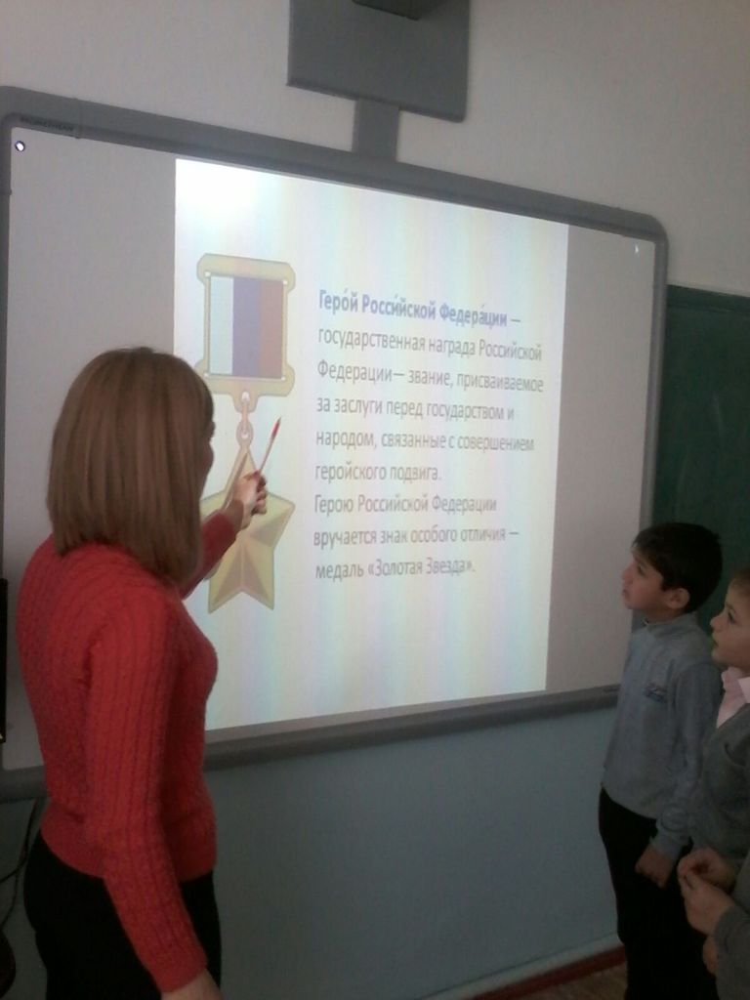 PROMETHEAN
Геро́й Росси́йской Федера́ции —
государственная награда Российской
Федерации — звание, присваиваемое
за заслуги перед государством и
народом, связанные с совершением
геройского подвига.
Герою Российской Федерации
вручается знак особого отличия —
медаль «Золотая Звезда».